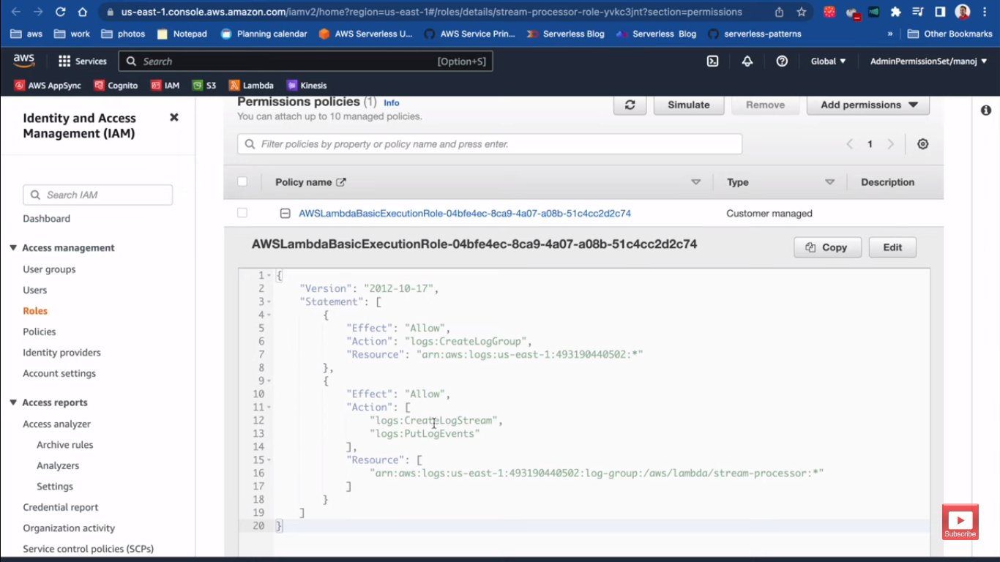 us-east-1.console.aws.amazon.com/iamv2/home?region=us-east-1#/roles/details/stream-processor-role-yvkc3jnt?section=permissions
aws work photos Notepad Planning calendar AWS Serverless U... AWS Service Prin... Serverless Blog Serverless Blog serverless-patterns » Other Bookmarks
aws Services Search [Option+S] Global AdminPermissionSet/manoj
AWS AppSync Cognito IAM S3 Lambda Kinesis
Identity and Access
Management (IAM)
Search IAM
Dashboard
Access management
User groups
Users
Roles
Policies
Identity providers
Account settings
Access reports
Access analyzer
Archive rules
Analyzers
Settings
Credential report
Organization activity
Service control policies (SCPs)
Permissions policies (1) Info
You can attach up to 10 managed policies.
Simulate Remove Add permissions
Filter policies by property or policy name and press enter.
1
Policy name Type Description
AWSLambdaBasicExecutionRole-04bfe4ec-8ca9-4a07-a08b-51c4cc2d2c74 Customer managed
AWSLambdaBasicExecutionRole-04bfe4ec-8ca9-4a07-a08b-51c4cc2d2c74
Copy Edit
1 {
2 "Version": "2012-10-17",
3 "Statement": [
4 {
5 "Effect": "Allow",
6 "Action": "logs:CreateLogGroup",
7 "Resource": "arn:aws:logs:us-east-1:493190440502:*"
8 },
9 {
10 "Effect": "Allow",
11 "Action": [
12 "logs:CreateLogStream",
13 "logs:PutLogEvents"
14 ],
15 "Resource": [
16 "arn:aws:logs:us-east-1:493190440502:log-group:/aws/lambda/stream-processor:*"
17 ]
18 }
19 ]
20 }
Subscribe